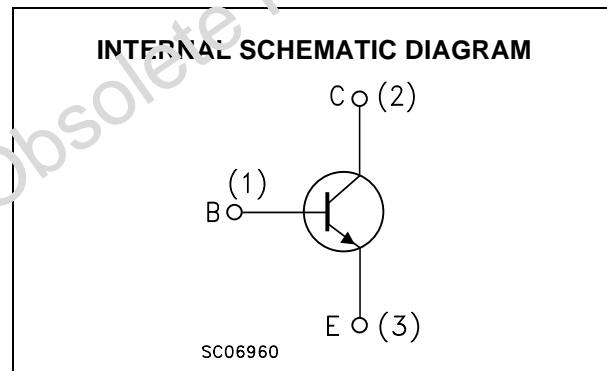 INTERNAL SCHEMATIC DIAGRAM
C (2)
(1)
B
E (3)
SC06960
Obsolete